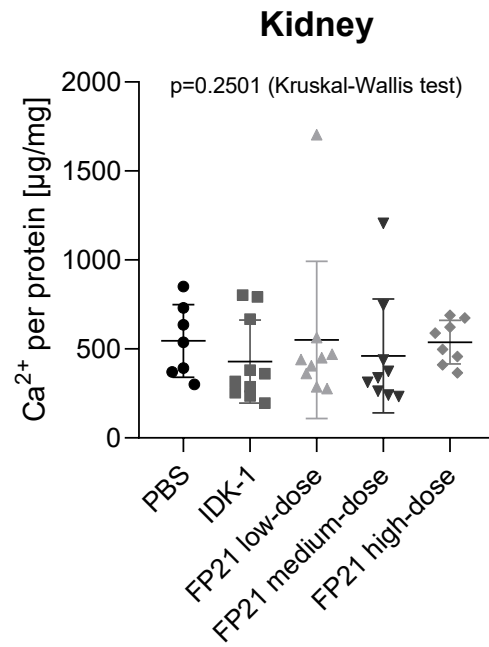 Kidney
p=0.2501 (Kruskal-Wallis test)
Ca2+ per protein [µg/mg]
2000
1500
1000
500
0
PBS
IDK-1
FP21 low-dose
FP21 medium-dose
FP21 high-dose